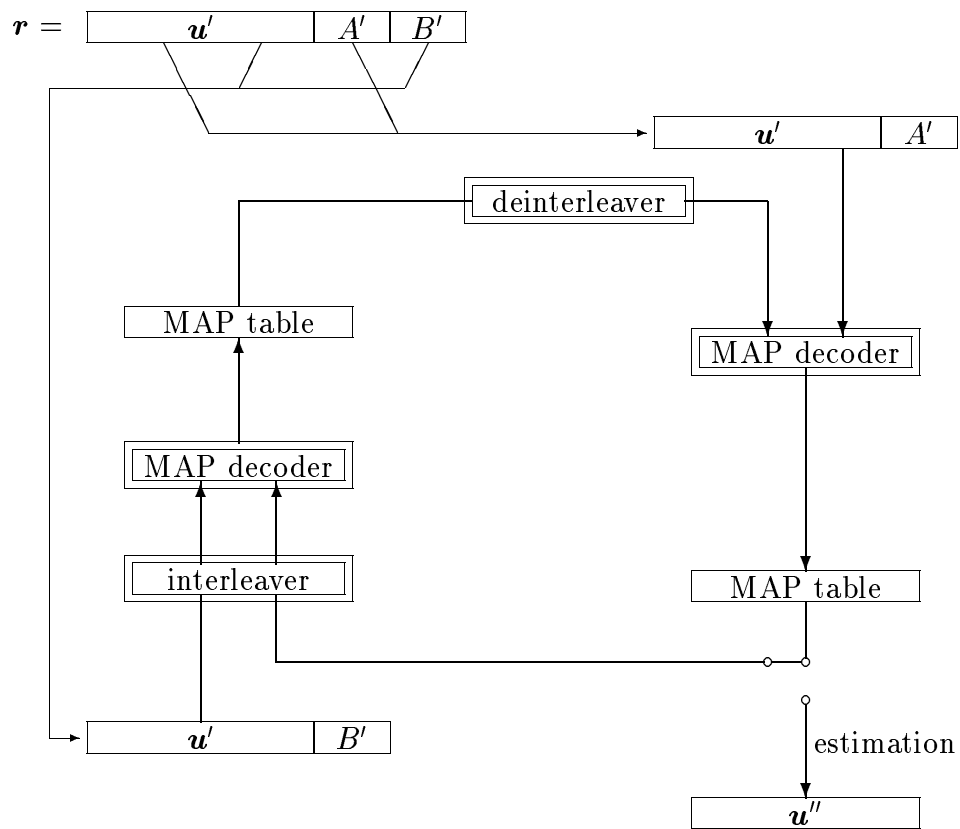 r = u′ A′ B′
u′ A′
deinterleaver
MAP table
MAP decoder
MAP decoder
interleaver
MAP table
u′ B′
estimation
u″